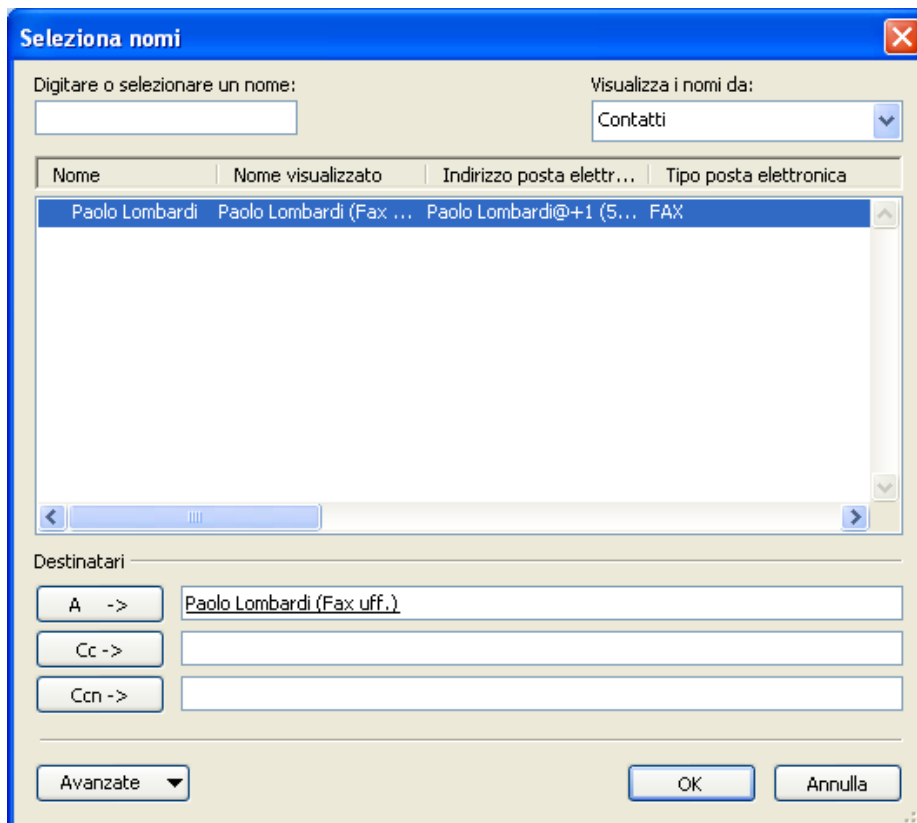 Seleziona nomi
Digitare o selezionare un nome: Visualizza i nomi da:
Contatti
Nome Nome visualizzato Indirizzo posta elettr... Tipo posta elettronica
Paolo Lombardi Paolo Lombardi (Fax ... Paolo Lombardi@+1 (5... FAX
Destinatari
A -> Paolo Lombardi (Fax uff.)
Cc ->
Ccn ->
Avanzate OK Annulla